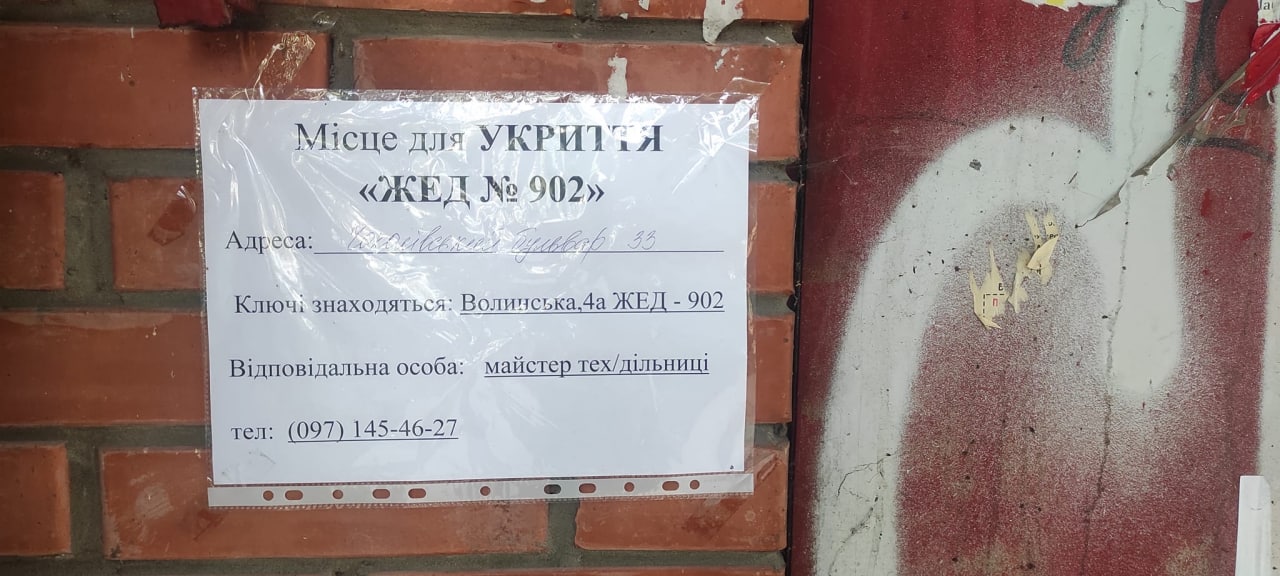 Місце для УКРИТТЯ
«ЖЕД № 902»
Адреса: бульвар 33
Ключі знаходяться: Волинська,4а ЖЕД - 902
Відповідальна особа: майстер тех/дільниці
тел: (097) 145-46-27